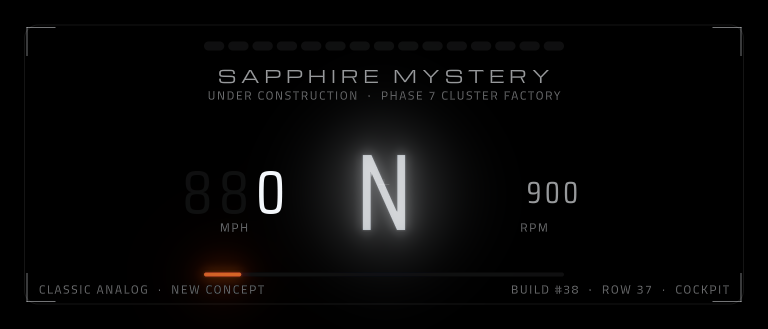 SAPPHIRE MYSTERY
UNDER CONSTRUCTION · PHASE 7 CLUSTER FACTORY
0
N
900
MPH
RPM
CLASSIC ANALOG · NEW CONCEPT
BUILD #38 · ROW 37 · COCKPIT